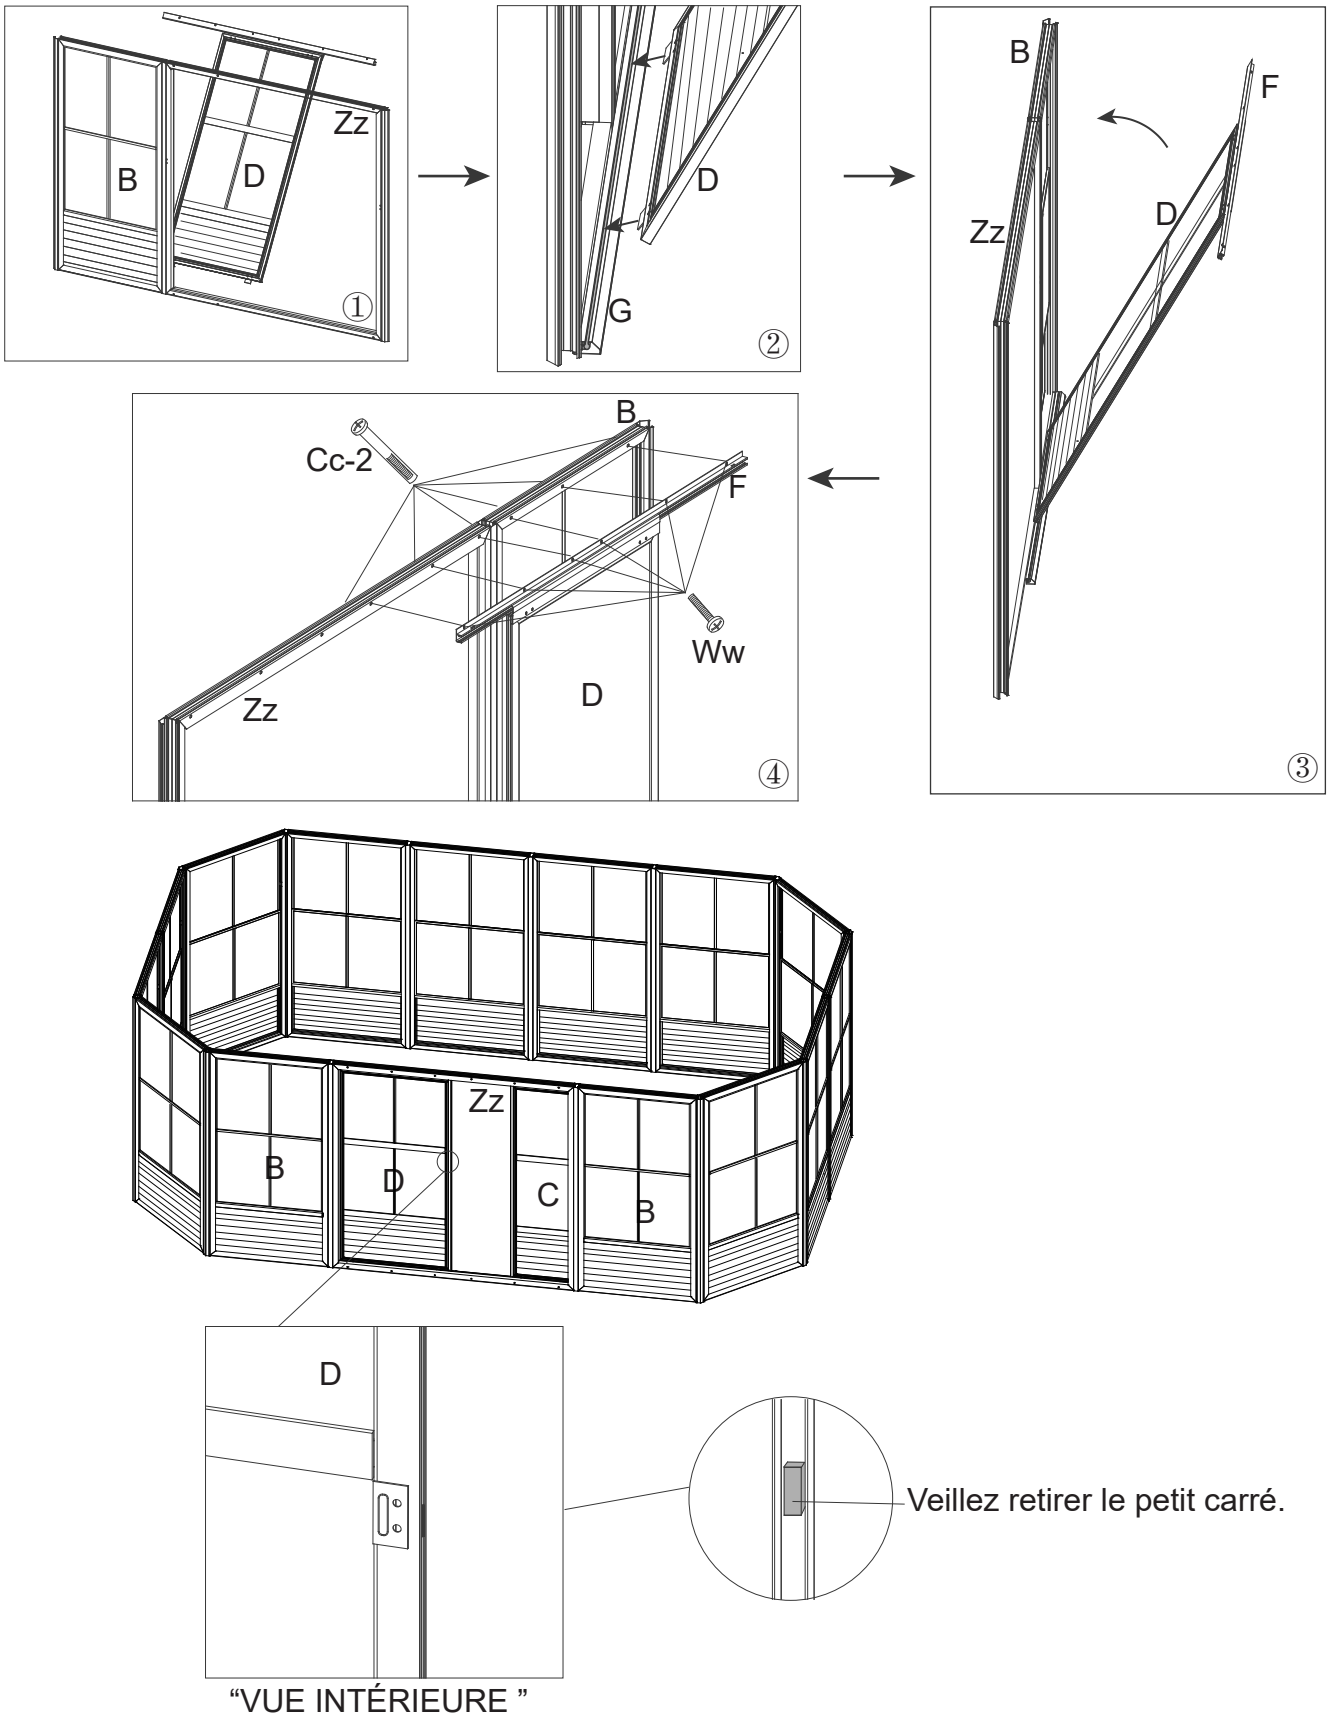 Zz
B
D
①
D
G
②
B
F
D
Zz
③
B
Cc-2
F
Ww
D
Zz
④
Zz
B
D
C
B
D
Veillez retirer le petit carré.
“VUE INTÉRIEURE ”